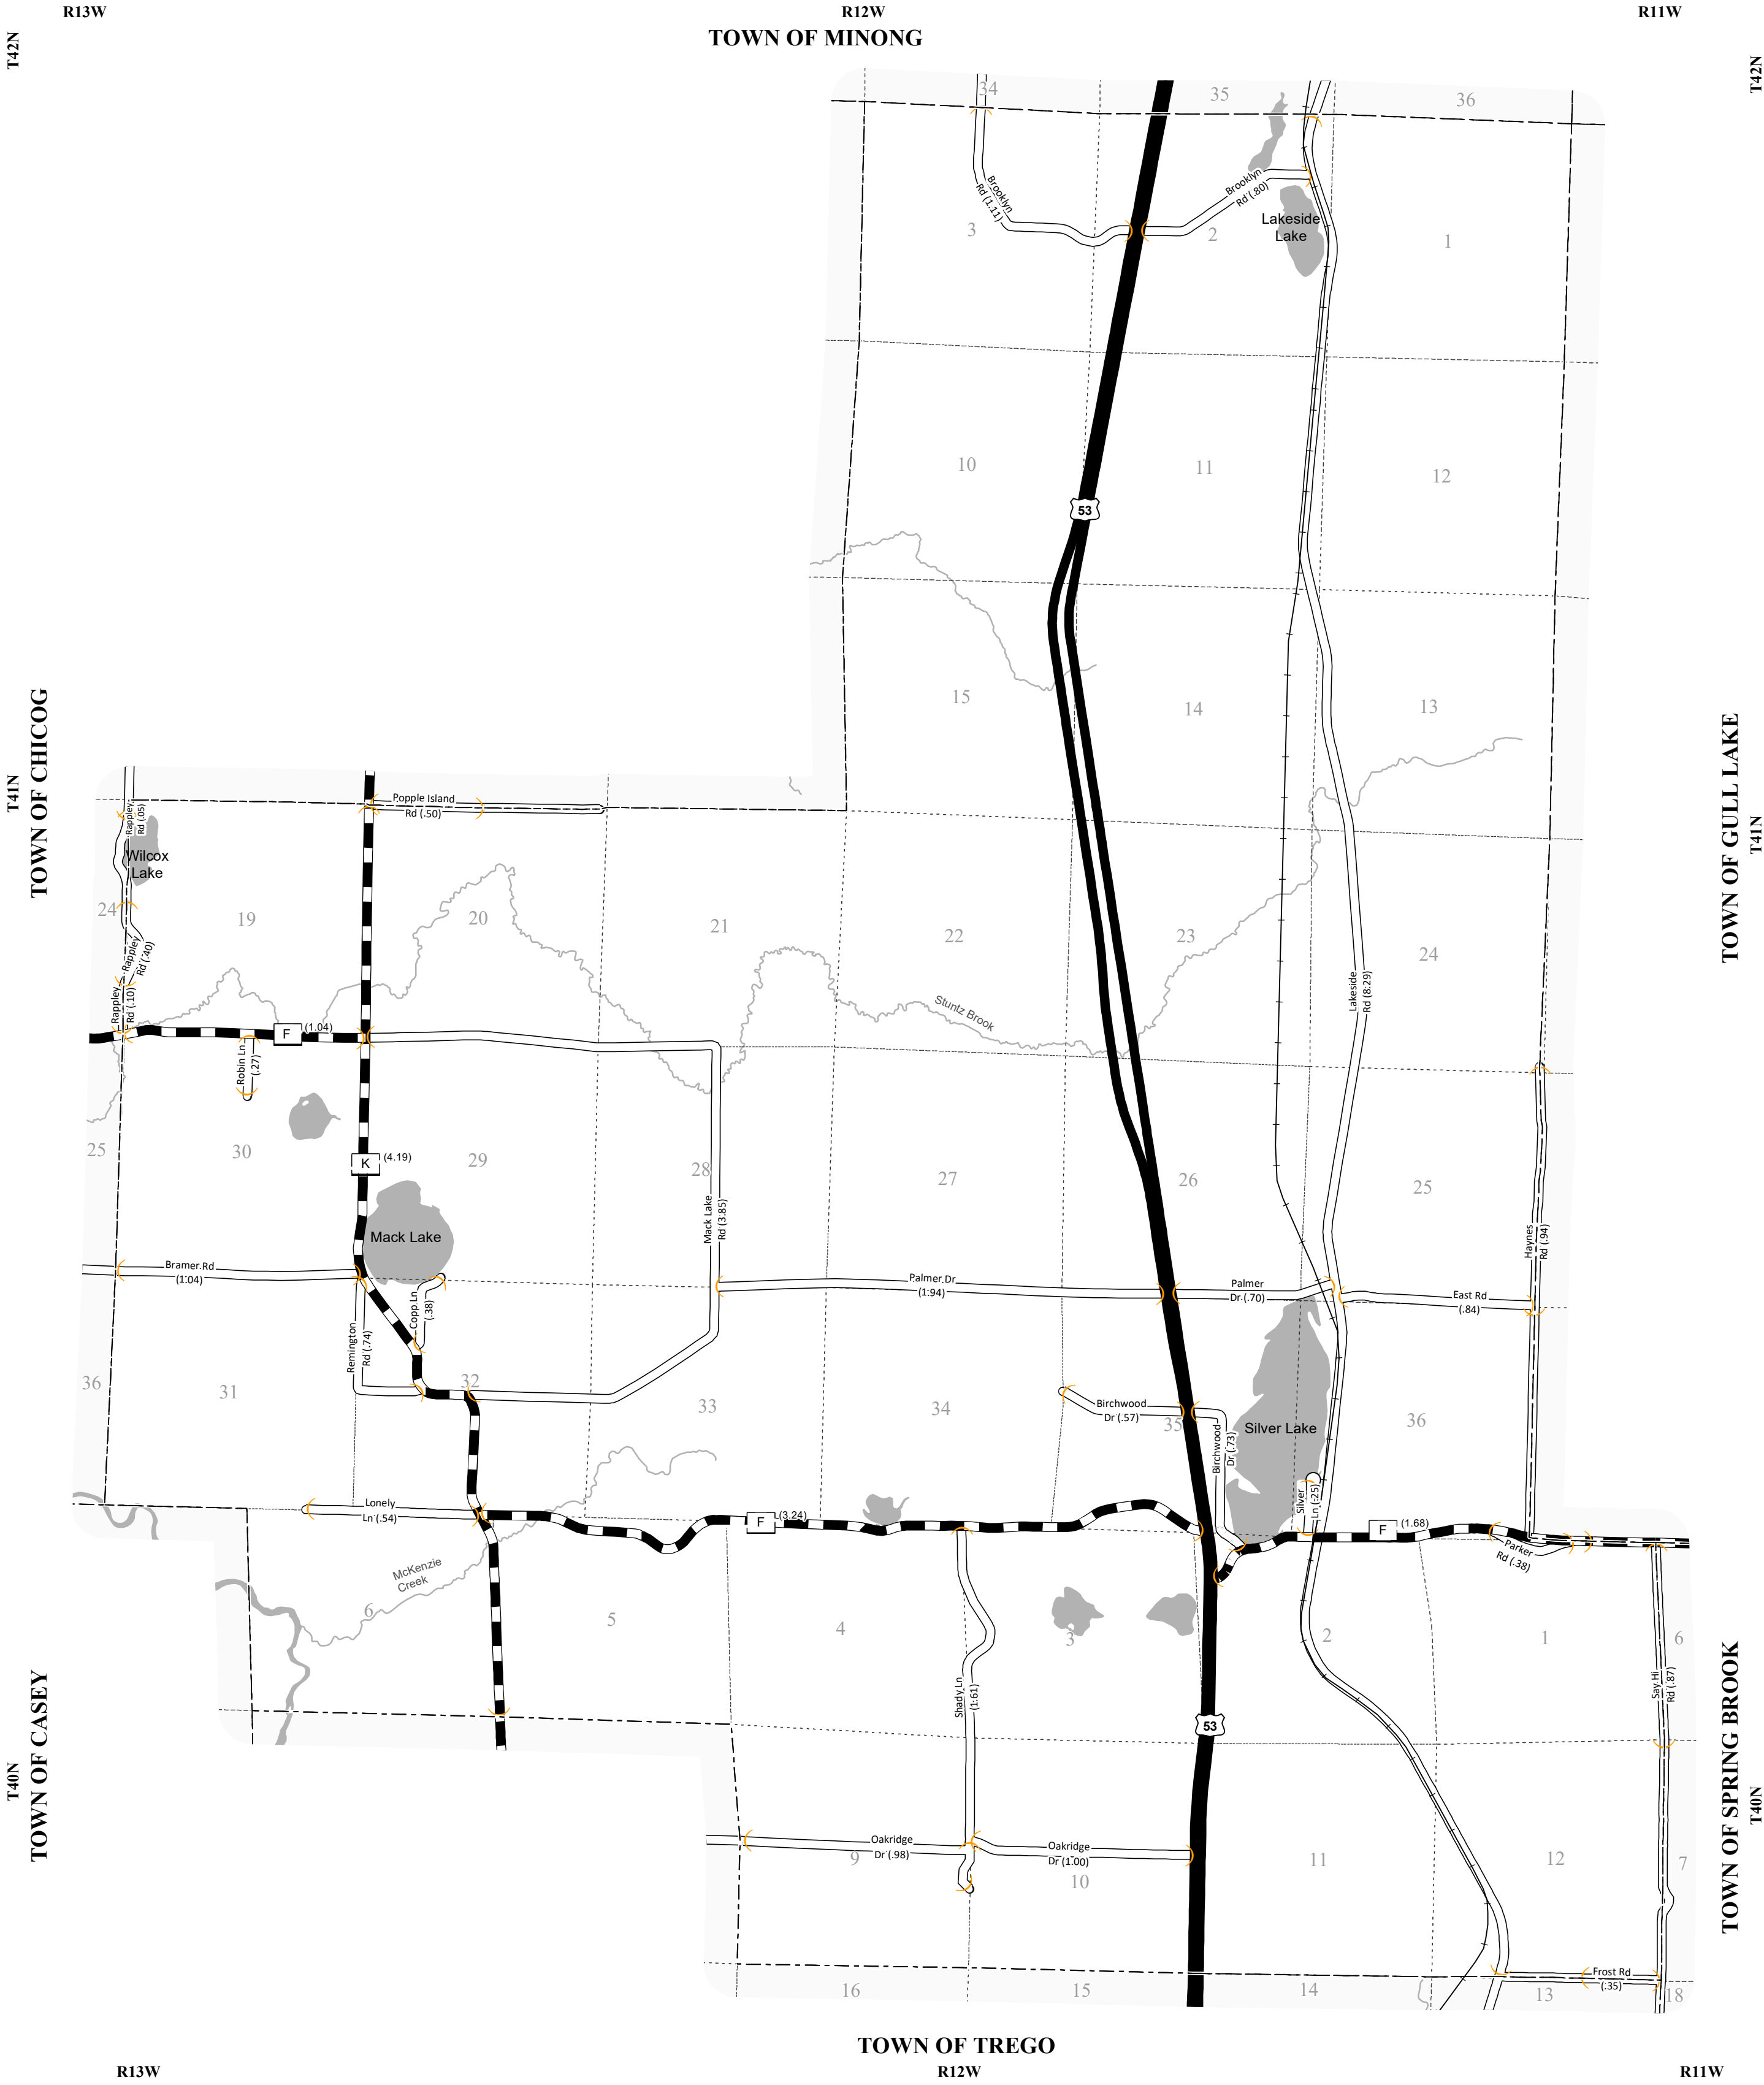 R13W
R12W
R11W
TOWN OF MINONG
T42N
T42N
34
35
36
Brooklyn
Rd (1.11)
Brooklyn
Rd (.80)
Lakeside
Lake
3
2
1
10
11
12
53
15
14
13
TOWN OF CHICOG
T41N
TOWN OF GULL LAKE
T41N
Popple Island
Rd (.50)
Rappley
Rd (.05)
Wilcox
Lake
24
19
20
21
22
23
24
Rappley
Rd (.40)
Rappley
Rd (.10)
Stuntz Brook
Lakeside
Rd (8.29)
F
(1.04)
Robin Ln
(.27)
25
30
29
28
27
26
25
K
(4.19)
Mack Lake
Mack Lake
Rd (3.85)
Haynes
Rd (.94)
Bramer Rd
(1.04)
Copp Ln
(.38)
Palmer Dr
(1.94)
Palmer
Dr (.70)
East Rd
(.84)
Remington
Rd (.74)
36
31
32
33
34
35
36
Birchwood
Dr (.57)
Birchwood
Dr (.73)
Silver Lake
Silver
Ln (.25)
Lonely
Ln (.54)
F
(3.24)
F
(1.68)
Parker
Rd (.38)
McKenzie
Creek
6
5
4
3
2
1
6
Shady Ln
(1.61)
Say Hi
Rd (.87)
53
TOWN OF CASEY
T40N
TOWN OF SPRING BROOK
T40N
Oakridge
Dr (.98)
Oakridge
Dr (1.00)
9
10
11
12
7
Frost Rd
(.35)
16
15
14
13
18
TOWN OF TREGO
R13W
R12W
R11W